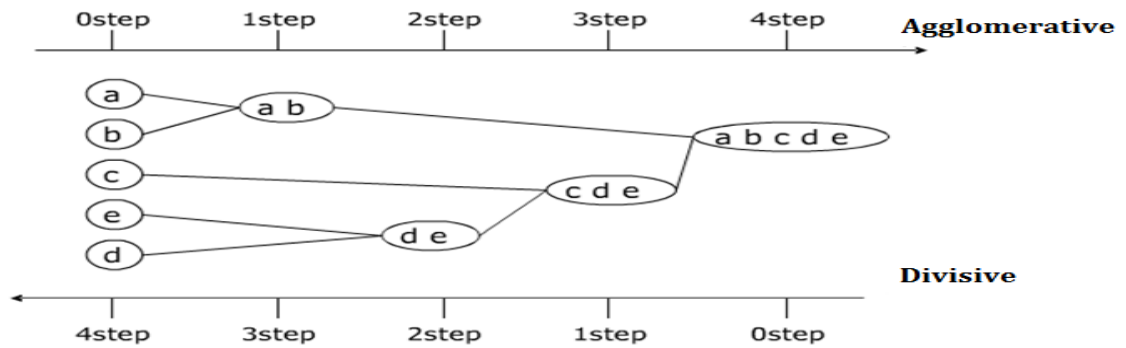 0step 1step 2step 3step 4step Agglomerative
a
a b
b
a b c d e
c
c d e
e
d e
d
Divisive
4step 3step 2step 1step 0step